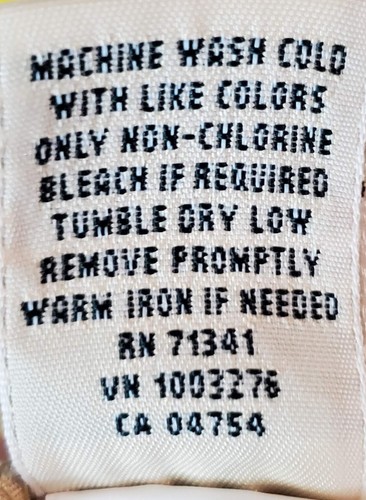 MACHINE WASH COLD
WITH LIKE COLORS
ONLY NON-CHLORINE
BLEACH IF REQUIRED
TUMBLE DRY LOW
REMOVE PROMPTLY
WARM IRON IF NEEDED
RN 71341
VN 1003276
CA 04754